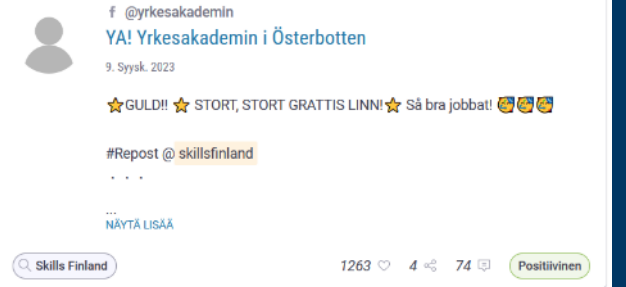 f @yrkesakademin
YA! Yrkesakademin i Österbotten
9. Syysk. 2023
⭐GULD!! ⭐ STORT, STORT GRATTIS LINN!⭐ Så bra jobbat! 🥳🥳🥳
#Repost @ skillsfinland
. . .
...
NÄYTÄ LISÄÄ
Skills Finland 1263 4 74 Positiivinen